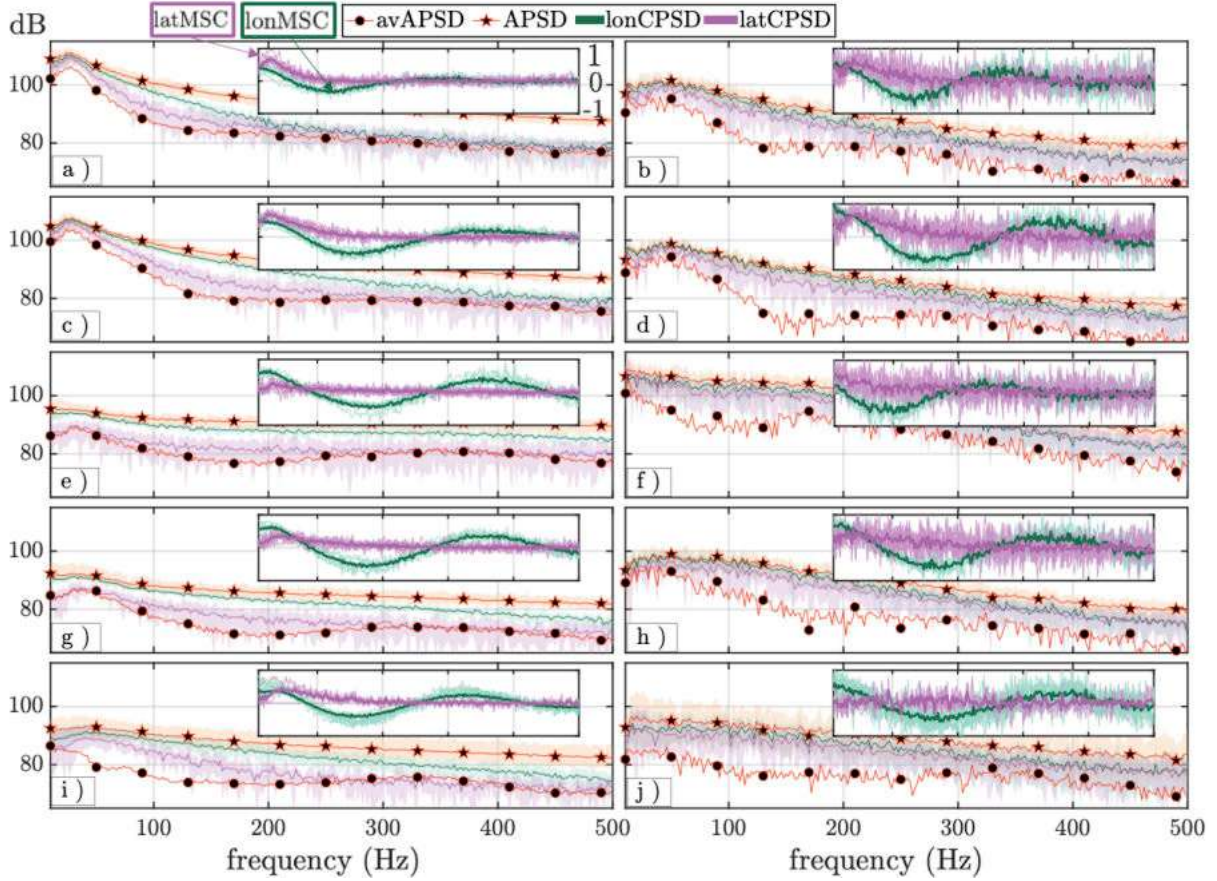 dB
latMSC lonMSC avAPSD APSD lonCPSD latCPSD
100
80
1
0
-1
a )
b )
100
80
c )
d )
100
80
e )
f )
100
80
g )
h )
100
80
i )
j )
100 200 300 400 500
100 200 300 400 500
frequency (Hz)
frequency (Hz)